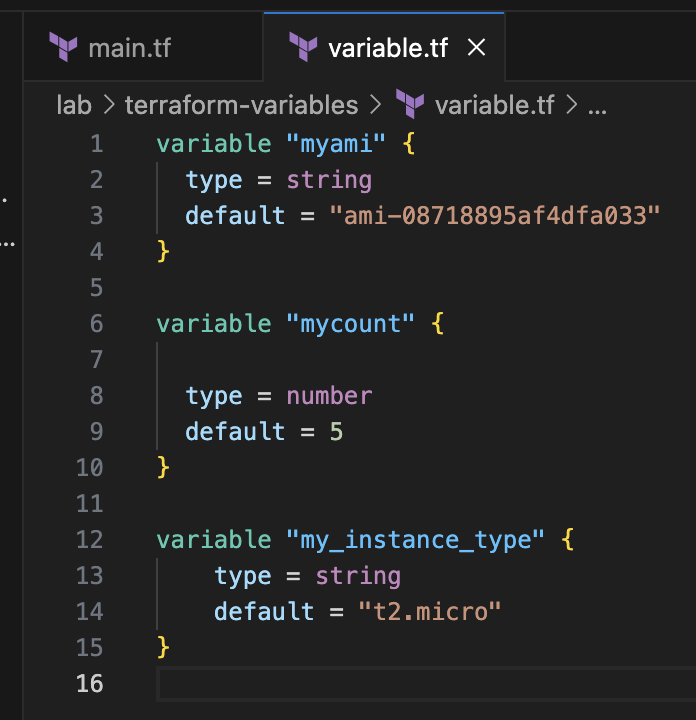 main.tf
variable.tf ×
lab > terraform-variables > variable.tf > ...
1 variable "myami" {
2   type = string
3   default = "ami-08718895af4dfa033"
4 }
5
6 variable "mycount" {
7
8   type = number
9   default = 5
10 }
11
12 variable "my_instance_type" {
13     type = string
14     default = "t2.micro"
15 }
16